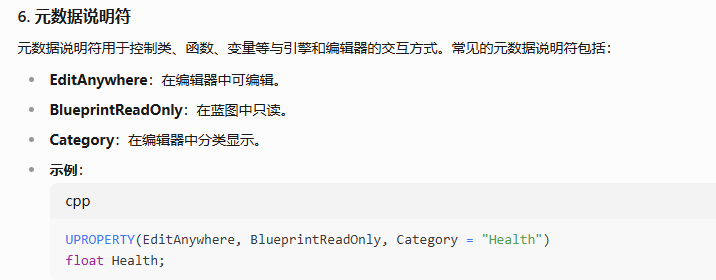 6. 元数据说明符
元数据说明符用于控制类、函数、变量等与引擎和编辑器的交互方式。常见的元数据说明符包括：
EditAnywhere：在编辑器中可编辑。
BlueprintReadOnly：在蓝图中只读。
Category：在编辑器中分类显示。
示例：
cpp
UPROPERTY(EditAnywhere, BlueprintReadOnly, Category = "Health")
float Health;